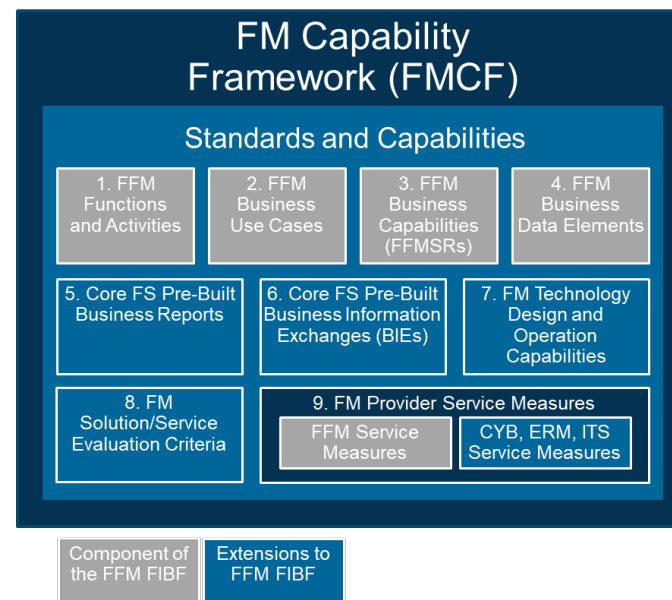 FM Capability
Framework (FMCF)
Standards and Capabilities
1. FFM
Functions
and Activities
2. FFM
Business
Use Cases
3. FFM
Business
Capabilities
(FFMSRs)
4. FFM
Business
Data Elements
5. Core FS Pre-Built
Business Reports
6. Core FS Pre-Built
Business Information
Exchanges (BIEs)
7. FM Technology
Design and
Operation
Capabilities
8. FM
Solution/Service
Evaluation Criteria
9. FM Provider Service Measures
FFM Service
Measures
CYB, ERM, ITS
Service Measures
Component of
the FFM FIBF
Extensions to
FFM FIBF